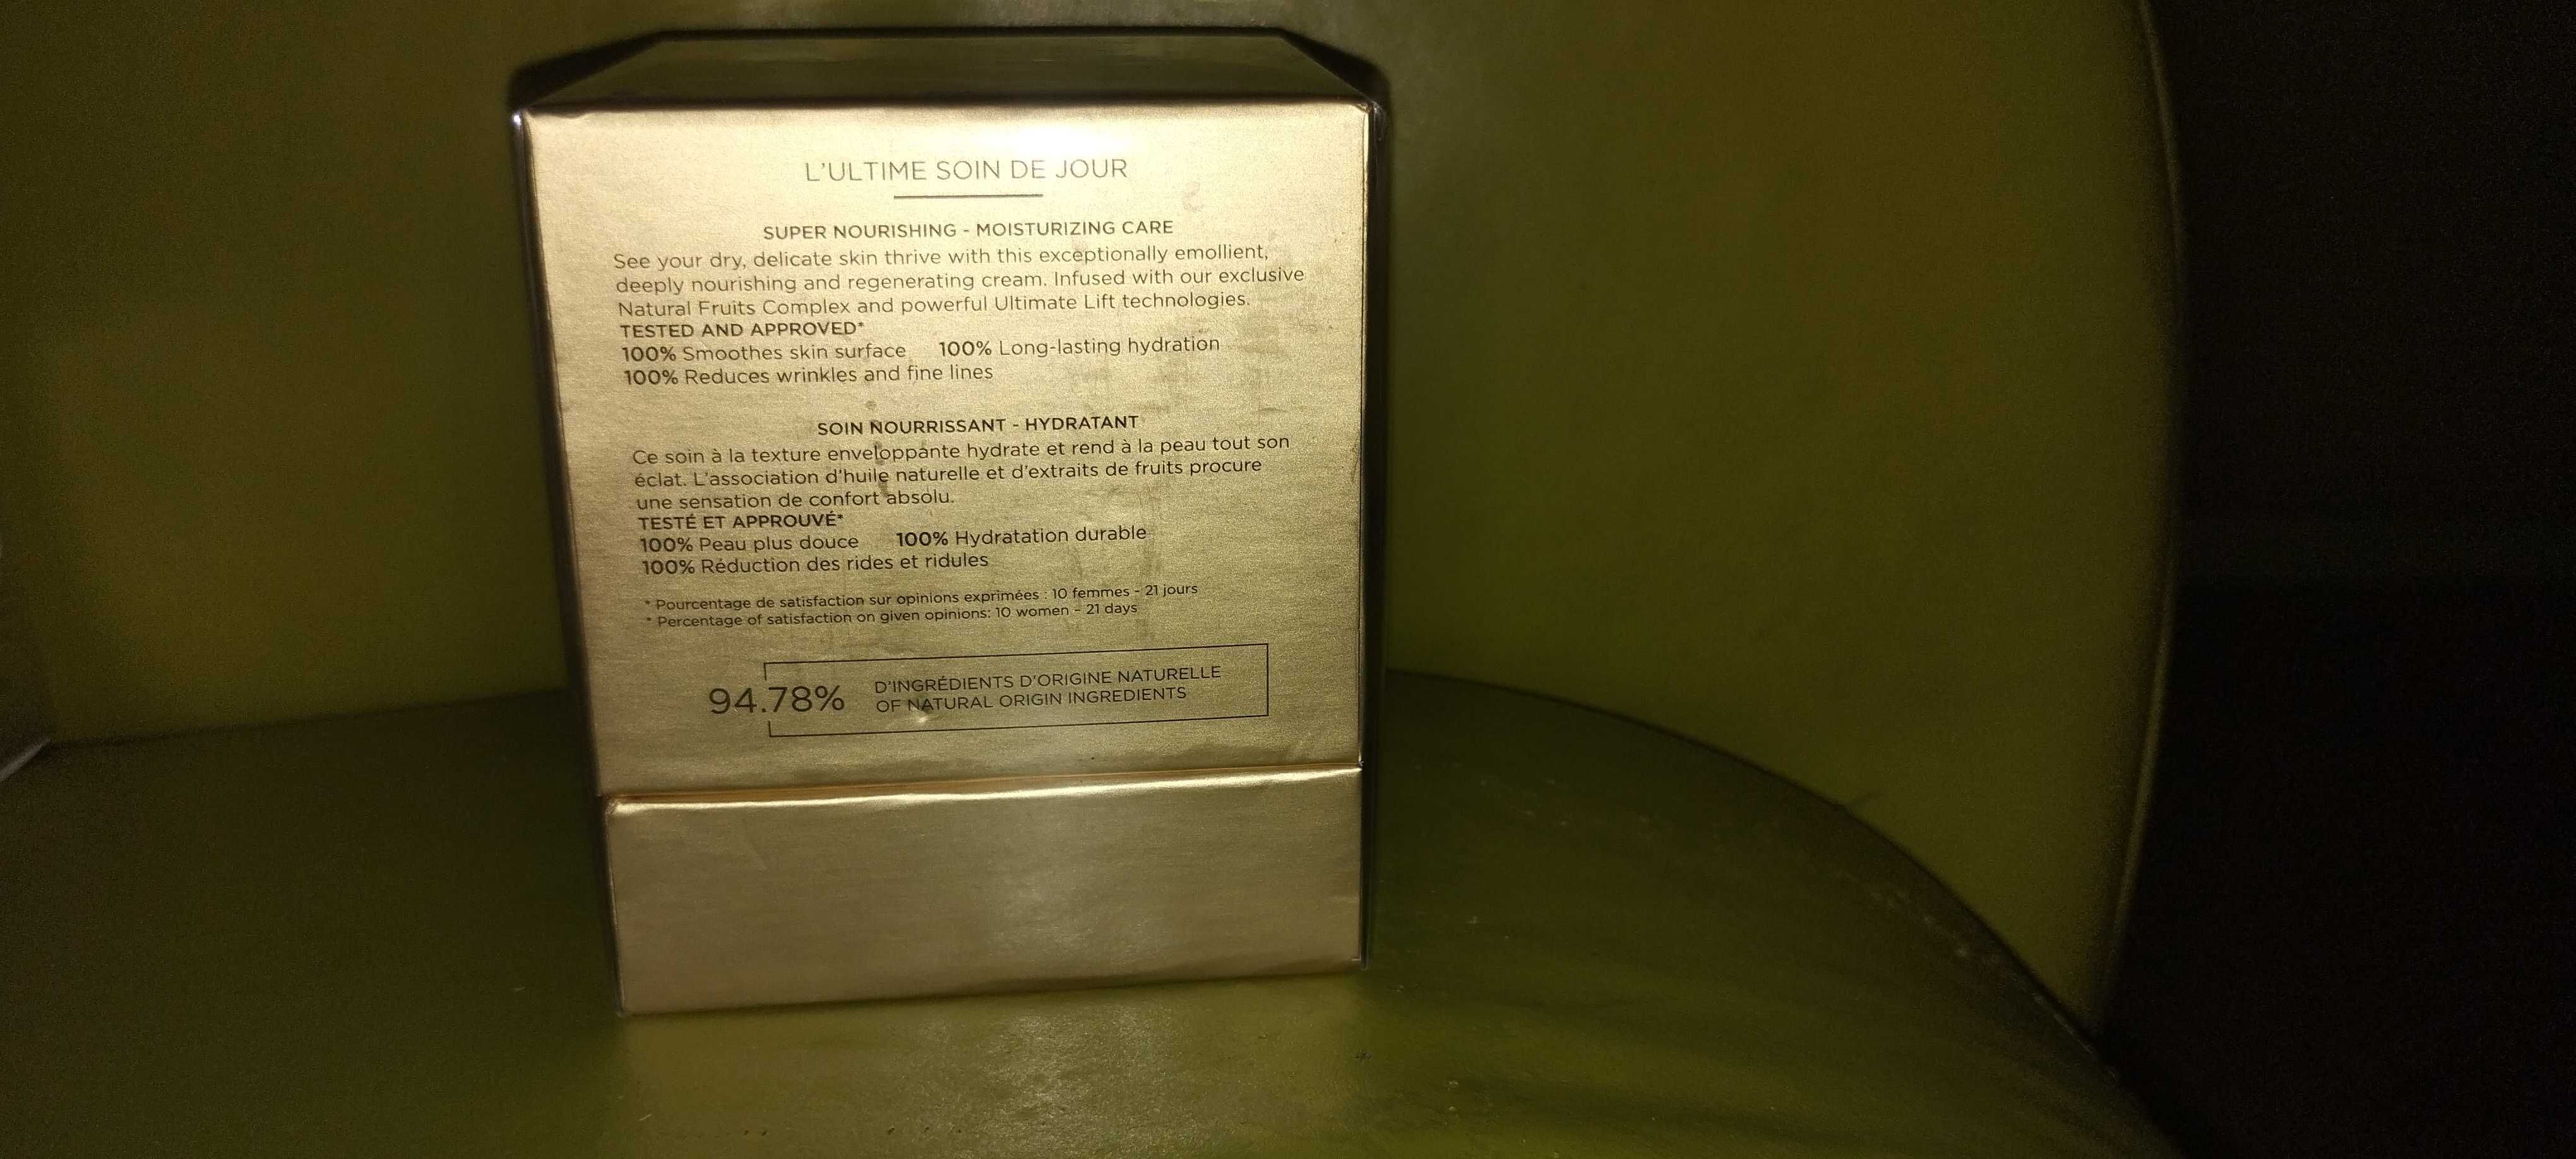 L'ULTIME SOIN DE JOUR
SUPER NOURISHING - MOISTURIZING CARE
See your dry, delicate skin thrive with this exceptionally emollient,
deeply nourishing and regenerating cream. Infused with our exclusive
Natural Fruits Complex and powerful Ultimate Lift technologies.
TESTED AND APPROVED*
100% Smoothes skin surface 100% Long-lasting hydration
100% Reduces wrinkles and fine lines
SOIN NOURRISSANT - HYDRATANT
Ce soin à la texture enveloppante hydrate et rend à la peau tout son
éclat. L'association d'huile naturelle et d'extraits de fruits procure
une sensation de confort absolu.
TESTÉ ET APPROUVÉ*
100% Peau plus douce 100% Hydratation durable
100% Réduction des rides et ridules
* Pourcentage de satisfaction sur opinions exprimées : 10 femmes - 21 jours
* Percentage of satisfaction on given opinions: 10 women - 21 days
94.78% D'INGRÉDIENTS D'ORIGINE NATURELLE
OF NATURAL ORIGIN INGREDIENTS